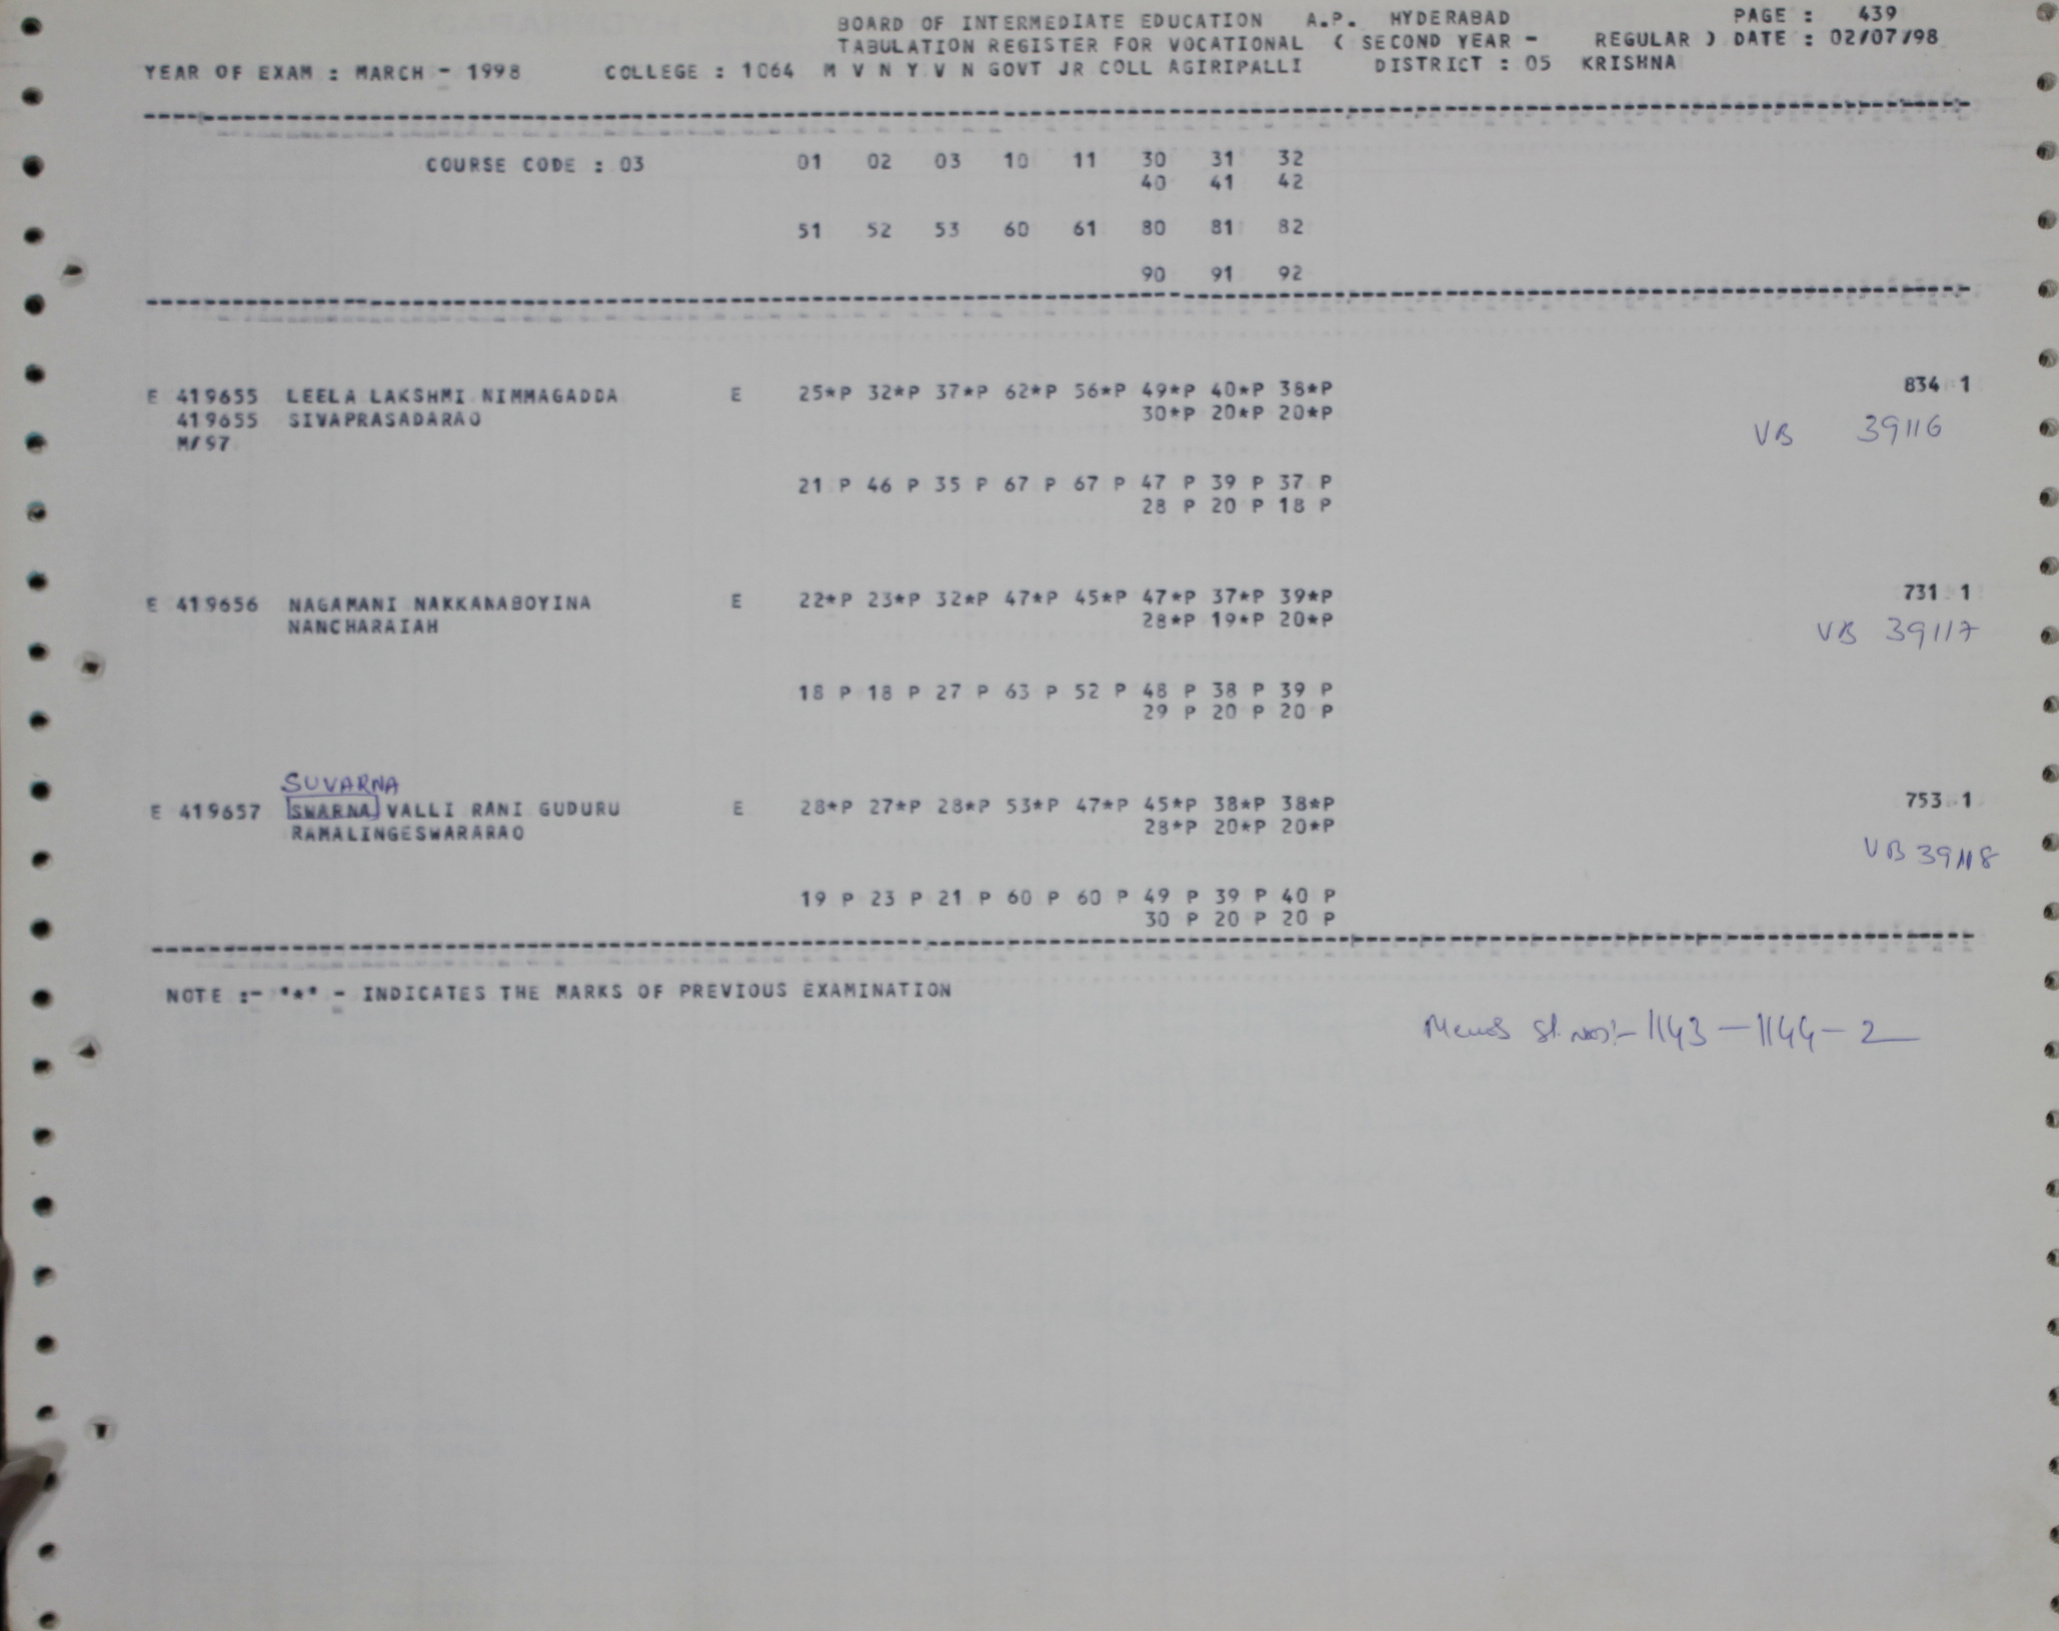 BOARD OF INTERMEDIATE EDUCATION A.P. HYDERABAD PAGE : 439
TABULATION REGISTER FOR VOCATIONAL ( SECOND YEAR - REGULAR ) DATE : 02/07/98
YEAR OF EXAM : MARCH - 1998 COLLEGE : 1064 M V N Y V N GOVT JR COLL AGIRIPALLI DISTRICT : 05 KRISHNA
COURSE CODE : 03 01 02 03 10 11 30 31 32
40 41 42
51 52 53 60 61 80 81 82
90 91 92
E 419655 LEELA LAKSHMI NIMMAGADDA E 25*P 32*P 37*P 62*P 56*P 49*P 40*P 38*P 834 1
419655 SIVAPRASADARAO 30*P 20*P 20*P
M/97 VB 39116
21 P 46 P 35 P 67 P 67 P 47 P 39 P 37 P
28 P 20 P 18 P
E 419656 NAGAMANI NAKKANABOYINA E 22*P 23*P 32*P 47*P 45*P 47*P 37*P 39*P 731 1
NANCHARAIAH 28*P 19*P 20*P VB 39117
18 P 18 P 27 P 63 P 52 P 48 P 38 P 39 P
29 P 20 P 20 P
SUVARNA
E 419657 SWARNA VALLI RANI GUDURU E 28*P 27*P 28*P 53*P 47*P 45*P 38*P 38*P 753 1
RAMALINGESWARARAO 28*P 20*P 20*P
VB 39118
19 P 23 P 21 P 60 P 60 P 49 P 39 P 40 P
30 P 20 P 20 P
NOTE :- "*" - INDICATES THE MARKS OF PREVIOUS EXAMINATION
Sl. Nos:- 1143 - 1144 - 2